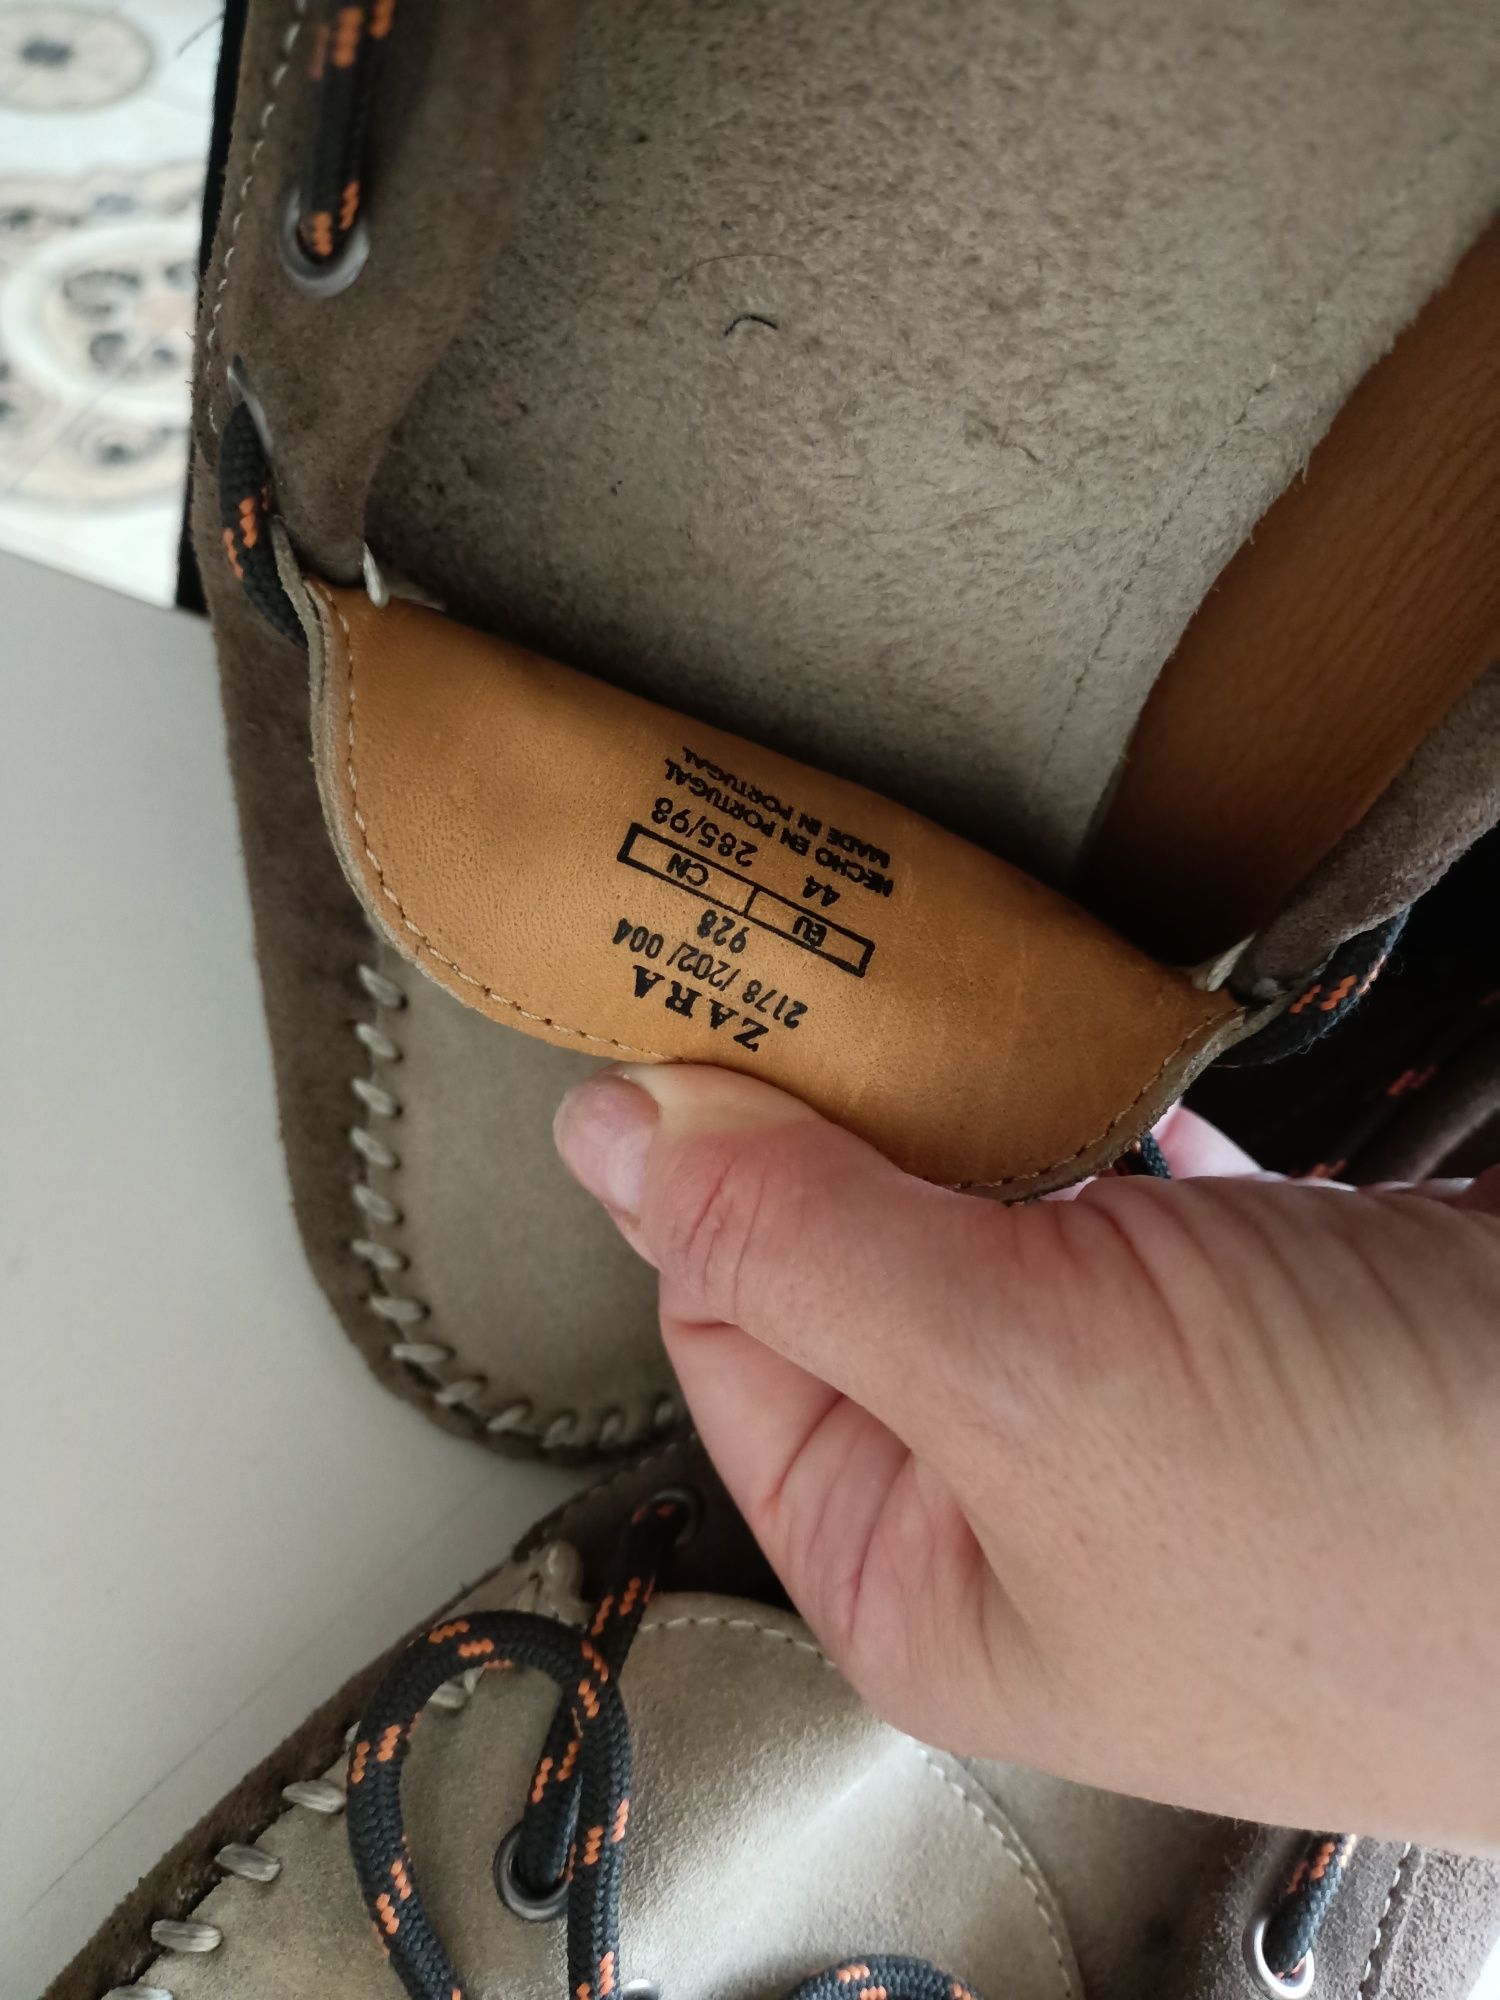 ZARA
2178 /202/ 004
928
EU CN
44 285/98
HECHO EN PORTUGAL
MADE IN PORTUGAL